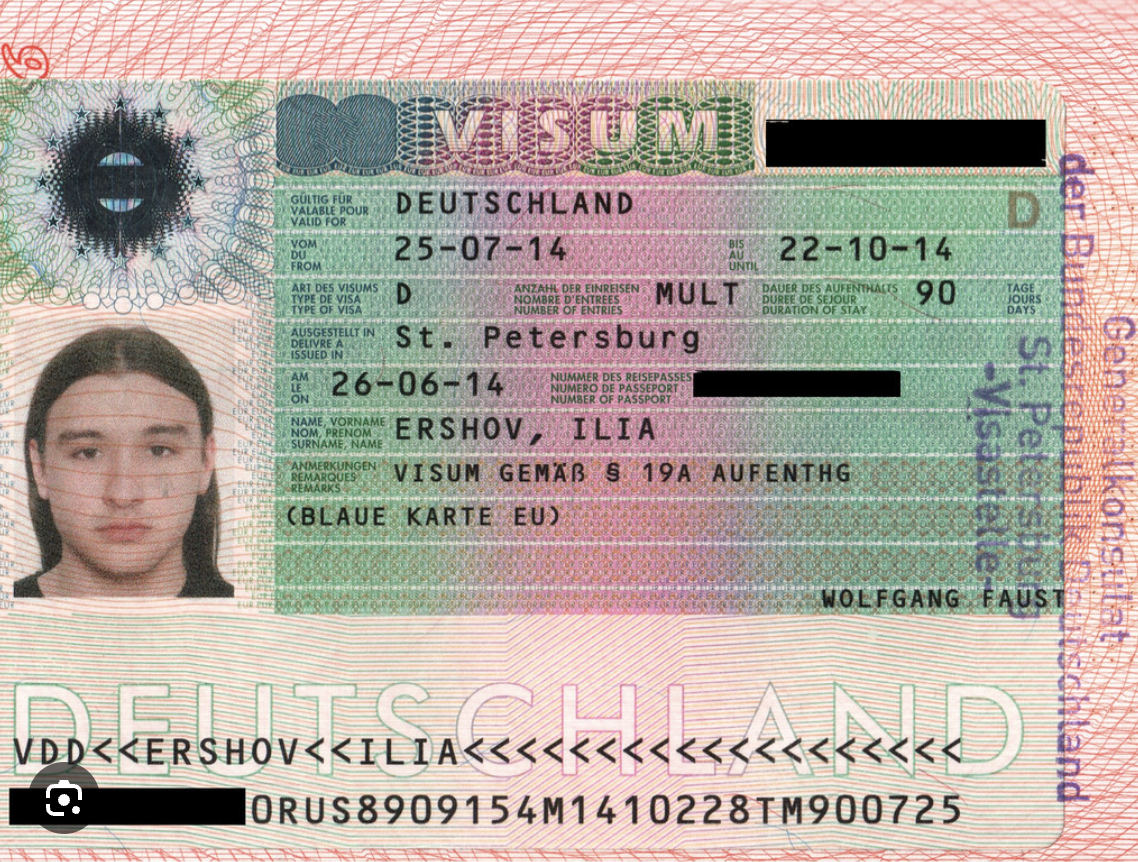 VISUM
GÜLTIG FÜR
VALABLE POUR
VALID FOR
DEUTSCHLAND
D
VOM
DU
FROM
25-07-14
BIS
AU
UNTIL
22-10-14
ART DES VISUMS
TYPE DE VISA
TYPE OF VISA
D
ANZAHL DER EINREISEN
NOMBRE D'ENTREES
NUMBER OF ENTRIES
MULT
DAUER DES AUFENTHALTS
DUREE DE SEJOUR
DURATION OF STAY
90
TAGE
JOURS
DAYS
AUSGESTELLT IN
DELIVRE A
ISSUED IN
St. Petersburg
AM
LE
ON
26-06-14
NUMMER DES REISEPASSES
NUMERO DE PASSEPORT
NUMBER OF PASSPORT
NAME, VORNAME
NOM, PRENOM
SURNAME, NAME
ERSHOV, ILIA
ANMERKUNGEN
REMARQUES
REMARKS
VISUM GEMÄß § 19A AUFENTHG
(BLAUE KARTE EU)
WOLFGANG FAUST
Generalkonsulat
der Bundesrepublik Deutschland
St. Petersburg
-Visastelle-
DEUTSCHLAND
VDD<<ERSHOV<<ILIA<<<<<<<<<<<<<<<<<<<
0RUS8909154M1410228TM900725